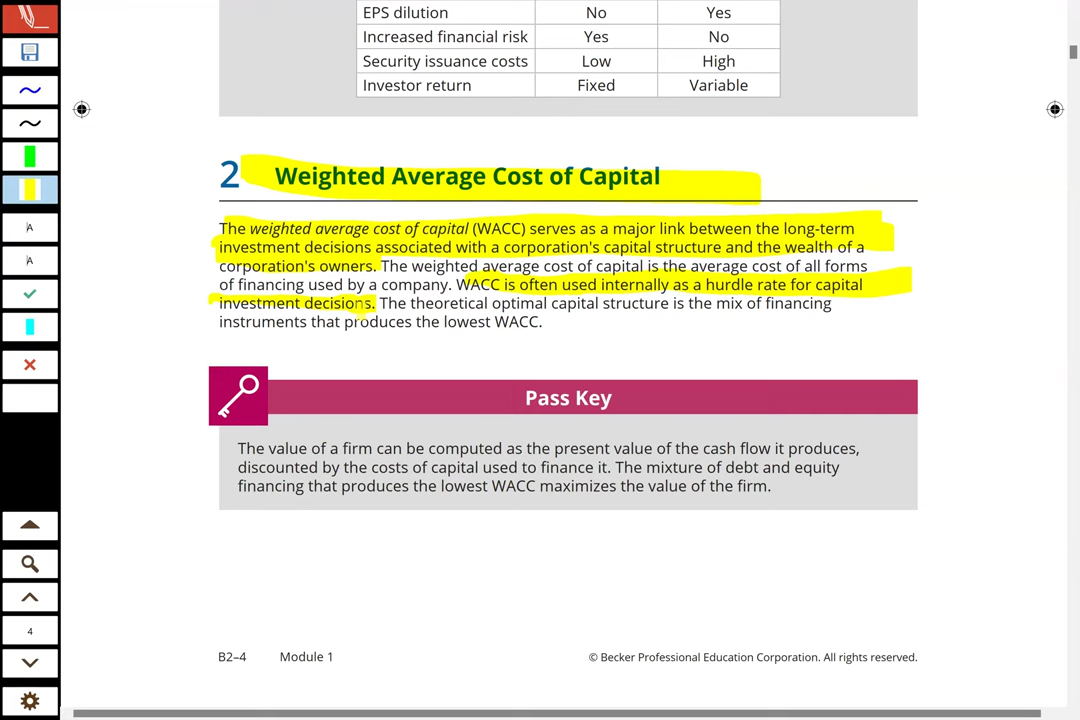 EPS dilution No Yes
Increased financial risk Yes No
Security issuance costs Low High
Investor return Fixed Variable
2 Weighted Average Cost of Capital
The weighted average cost of capital (WACC) serves as a major link between the long-term
investment decisions associated with a corporation's capital structure and the wealth of a
corporation's owners. The weighted average cost of capital is the average cost of all forms
of financing used by a company. WACC is often used internally as a hurdle rate for capital
investment decisions. The theoretical optimal capital structure is the mix of financing
instruments that produces the lowest WACC.
Pass Key
The value of a firm can be computed as the present value of the cash flow it produces,
discounted by the costs of capital used to finance it. The mixture of debt and equity
financing that produces the lowest WACC maximizes the value of the firm.
B2–4 Module 1 © Becker Professional Education Corporation. All rights reserved.
A
A
4